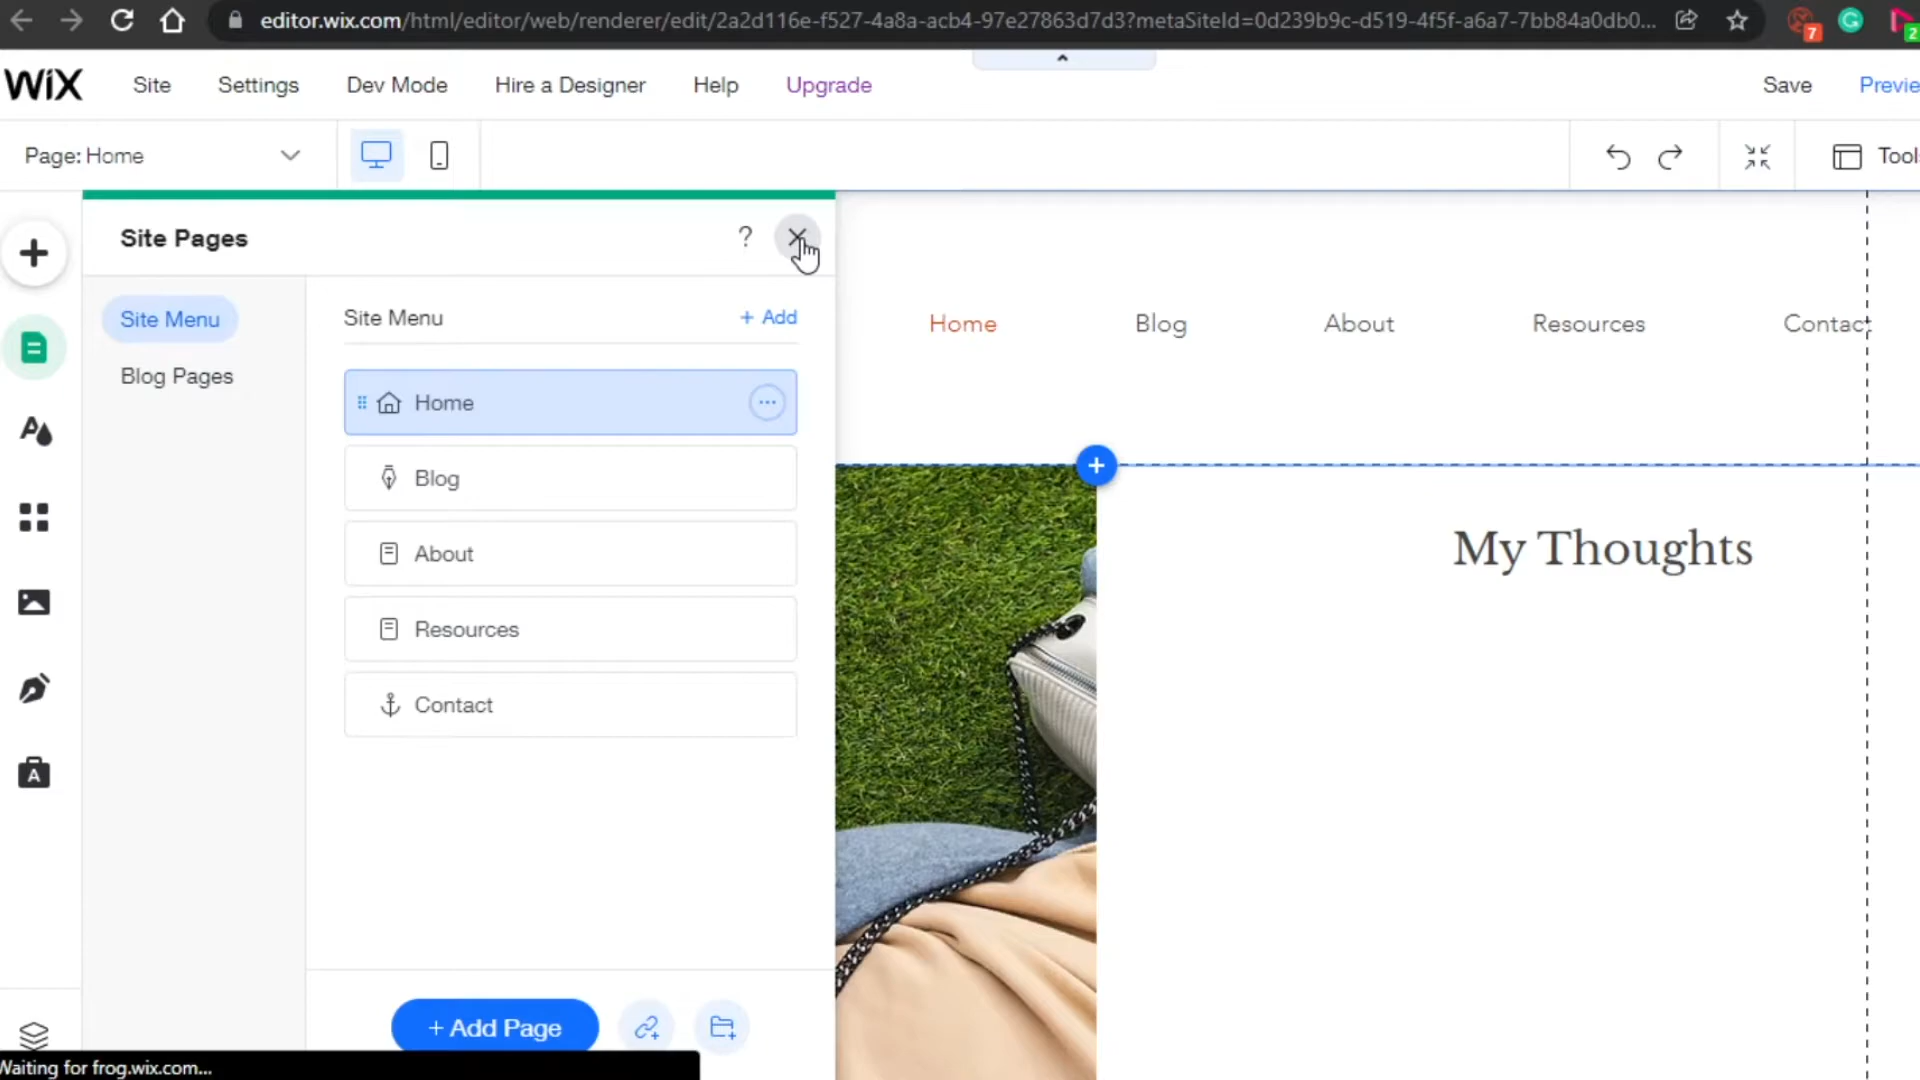 editor.wix.com/html/editor/web/renderer/edit/2a2d116e-f527-4a8a-acb4-97e27863d7d3?metaSiteId=0d239b9c-d519-4f5f-a6a7-7bb84a0db0...
7
G
2
WiX
Site
Settings
Dev Mode
Hire a Designer
Help
Upgrade
Save
Previe
Page: Home
Tool
Site Pages
?
Site Menu
Blog Pages
Site Menu
+ Add
Home
Blog
About
Resources
Contact
+ Add Page
Home
Blog
About
Resources
Contact
My Thoughts
A
A
Waiting for frog.wix.com...